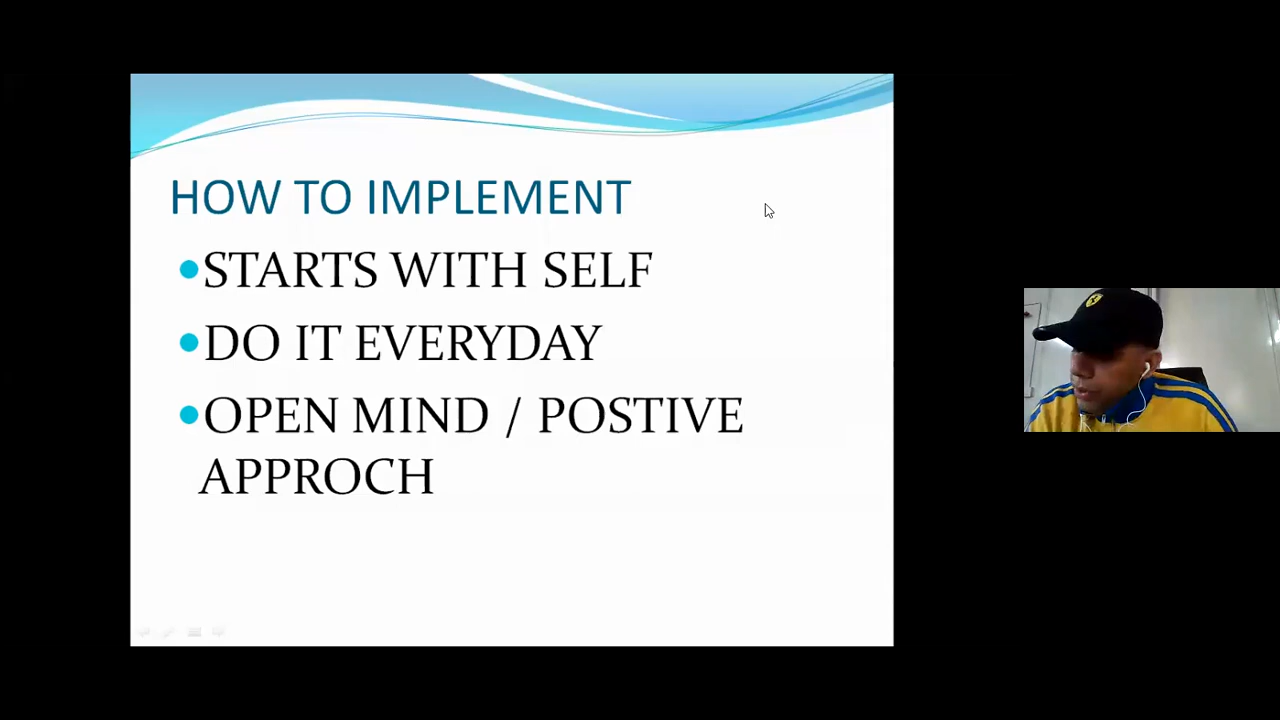 HOW TO IMPLEMENT
•STARTS WITH SELF
•DO IT EVERYDAY
•OPEN MIND / POSTIVE
APPROCH